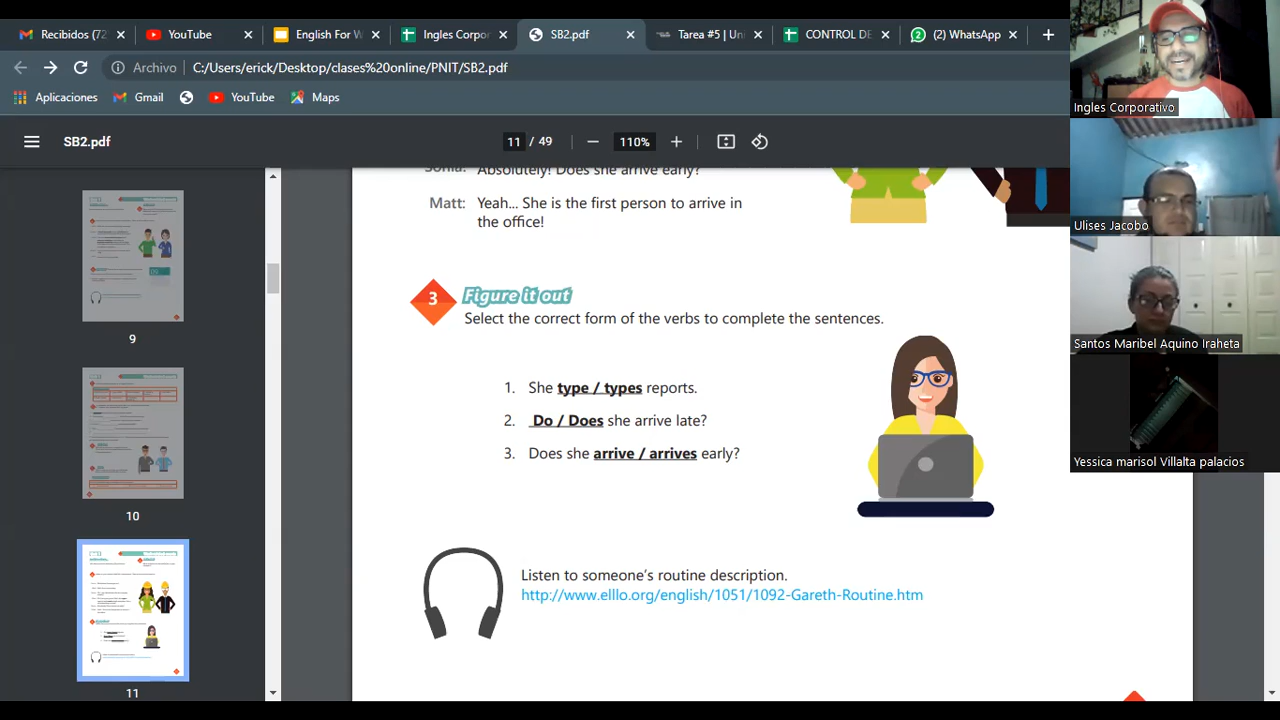 Recibidos (72
YouTube
English For W
Ingles Corpor
SB2.pdf
Tarea #5 | Un
CONTROL DE
(2) WhatsApp
Archivo
C:/Users/erick/Desktop/clases%20online/PNIT/SB2.pdf
Aplicaciones
Gmail
YouTube
Maps
SB2.pdf
11 / 49
110%
9
10
11
Absolutely! Does she arrive early?
Matt: Yeah... She is the first person to arrive in
the office!
3 Figure it out
Select the correct form of the verbs to complete the sentences.
1. She type / types reports.
2. Do / Does she arrive late?
3. Does she arrive / arrives early?
Listen to someone's routine description.
http://www.elllo.org/english/1051/1092-Gareth-Routine.htm
Ingles Corporativo
Ulises Jacobo
Santos Maribel Aquino Iraheta
Yessica marisol Villalta palacios